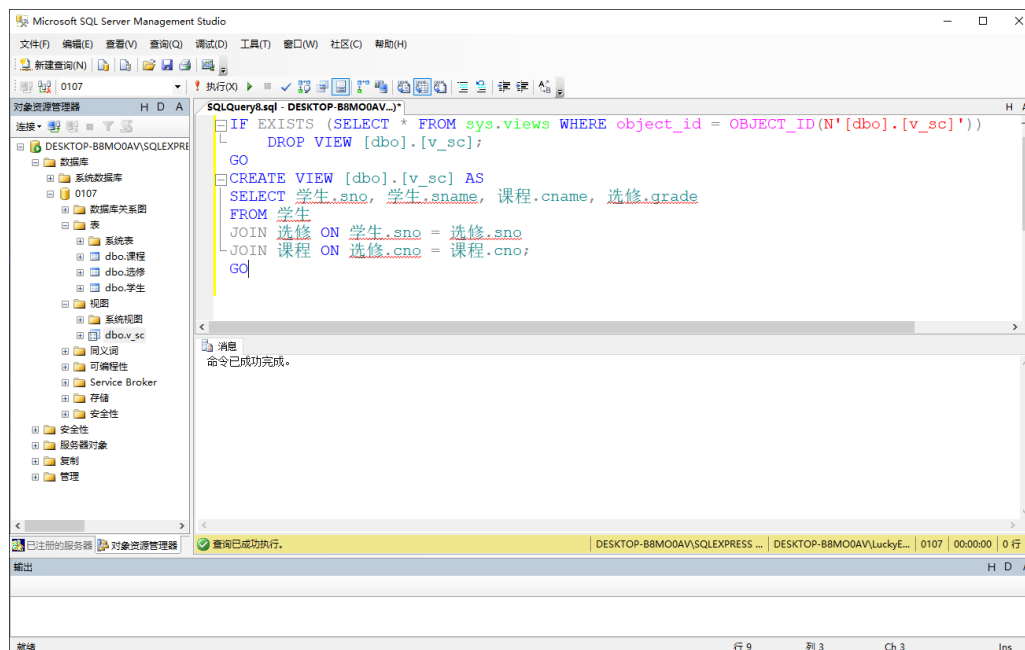 Microsoft SQL Server Management Studio
文件(F) 编辑(E) 查看(V) 查询(Q) 调试(D) 工具(T) 窗口(W) 社区(C) 帮助(H)
新建查询(N)
0107 执行(X)
对象资源管理器 H D A
连接
DESKTOP-B8MO0AV\SQLEXPRE
数据库
系统数据库
0107
数据库关系图
表
系统表
dbo.课程
dbo.选修
dbo.学生
视图
系统视图
dbo.v_sc
同义词
可编程性
Service Broker
存储
安全性
安全性
服务器对象
复制
管理
已注册的服务器 对象资源管理器
SQLQuery8.sql - DESKTOP-B8MO0AV...)* H
IF EXISTS (SELECT * FROM sys.views WHERE object_id = OBJECT_ID(N'[dbo].[v_sc]'))
DROP VIEW [dbo].[v_sc];
GO
CREATE VIEW [dbo].[v_sc] AS
SELECT 学生.sno, 学生.sname, 课程.cname, 选修.grade
FROM 学生
JOIN 选修 ON 学生.sno = 选修.sno
JOIN 课程 ON 选修.cno = 课程.cno;
GO
消息
命令已成功完成。
查询已成功执行。 DESKTOP-B8MO0AV\SQLEXPRESS ... DESKTOP-B8MO0AV\LuckyE... 0107 00:00:00 0 行
输出 H D
就绪 行 9 列 3 Ch 3 Ins